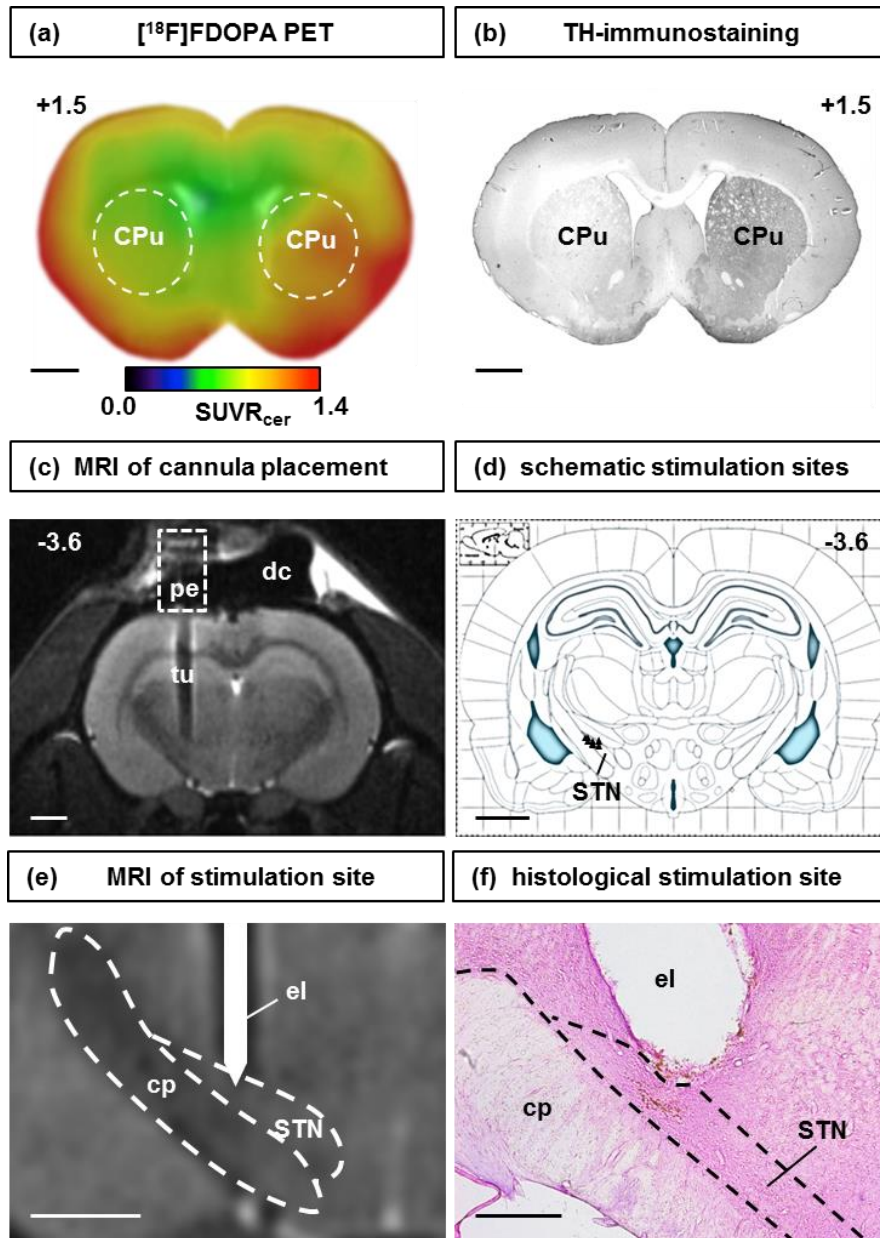 (a) [¹⁸F]FDOPA PET
(b) TH-immunostaining
+1.5
CPu
CPu
0.0
SUVRcer
1.4
+1.5
CPu
CPu
(c) MRI of cannula placement
(d) schematic stimulation sites
-3.6
pe
dc
tu
-3.6
STN
(e) MRI of stimulation site
(f) histological stimulation site
el
cp
STN
el
cp
STN